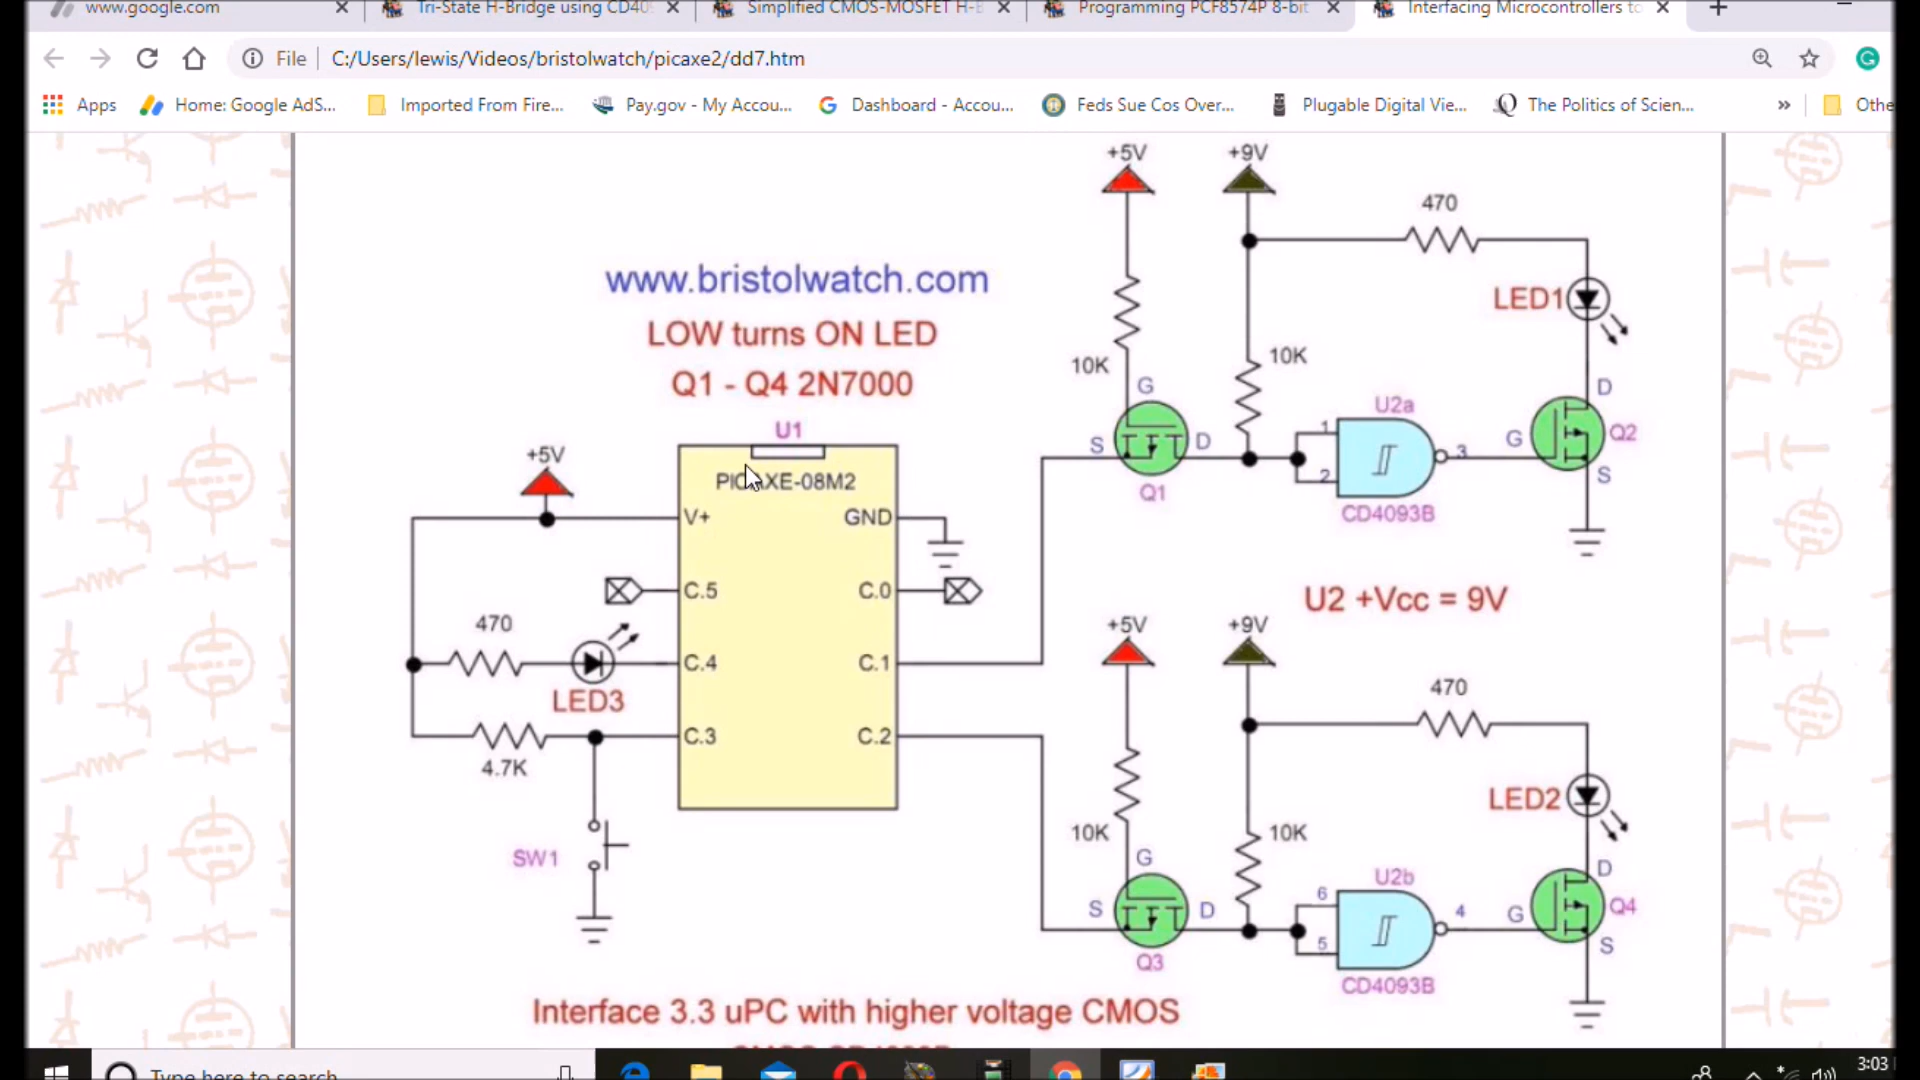 www.google.com
Tri-State H-Bridge using CD40
Simplified CMOS-MOSFET H-B
Programming PCF8574P 8-bit
Interfacing Microcontrollers to
File
C:/Users/lewis/Videos/bristolwatch/picaxe2/dd7.htm
Apps
Home: Google AdS...
Imported From Fire...
Pay.gov - My Accou...
Dashboard - Accou...
Feds Sue Cos Over...
Plugable Digital Vie...
The Politics of Scien...
»
Othe
+5V
+9V
470
www.bristolwatch.com
LED1
LOW turns ON LED
10K
10K
Q1 - Q4 2N7000
G
D
U2a
U1
1
Q2
S
D
3
G
+5V
2
S
PICAXE-08M2
Q1
CD4093B
V+
GND
C.5
C.0
U2 +Vcc = 9V
470
+5V
+9V
C.4
C.1
LED3
470
C.3
C.2
4.7K
LED2
10K
10K
SW1
G
D
U2b
6
S
D
4
G
Q4
5
S
Q3
CD4093B
Interface 3.3 uPC with higher voltage CMOS
Type here to search
3:03